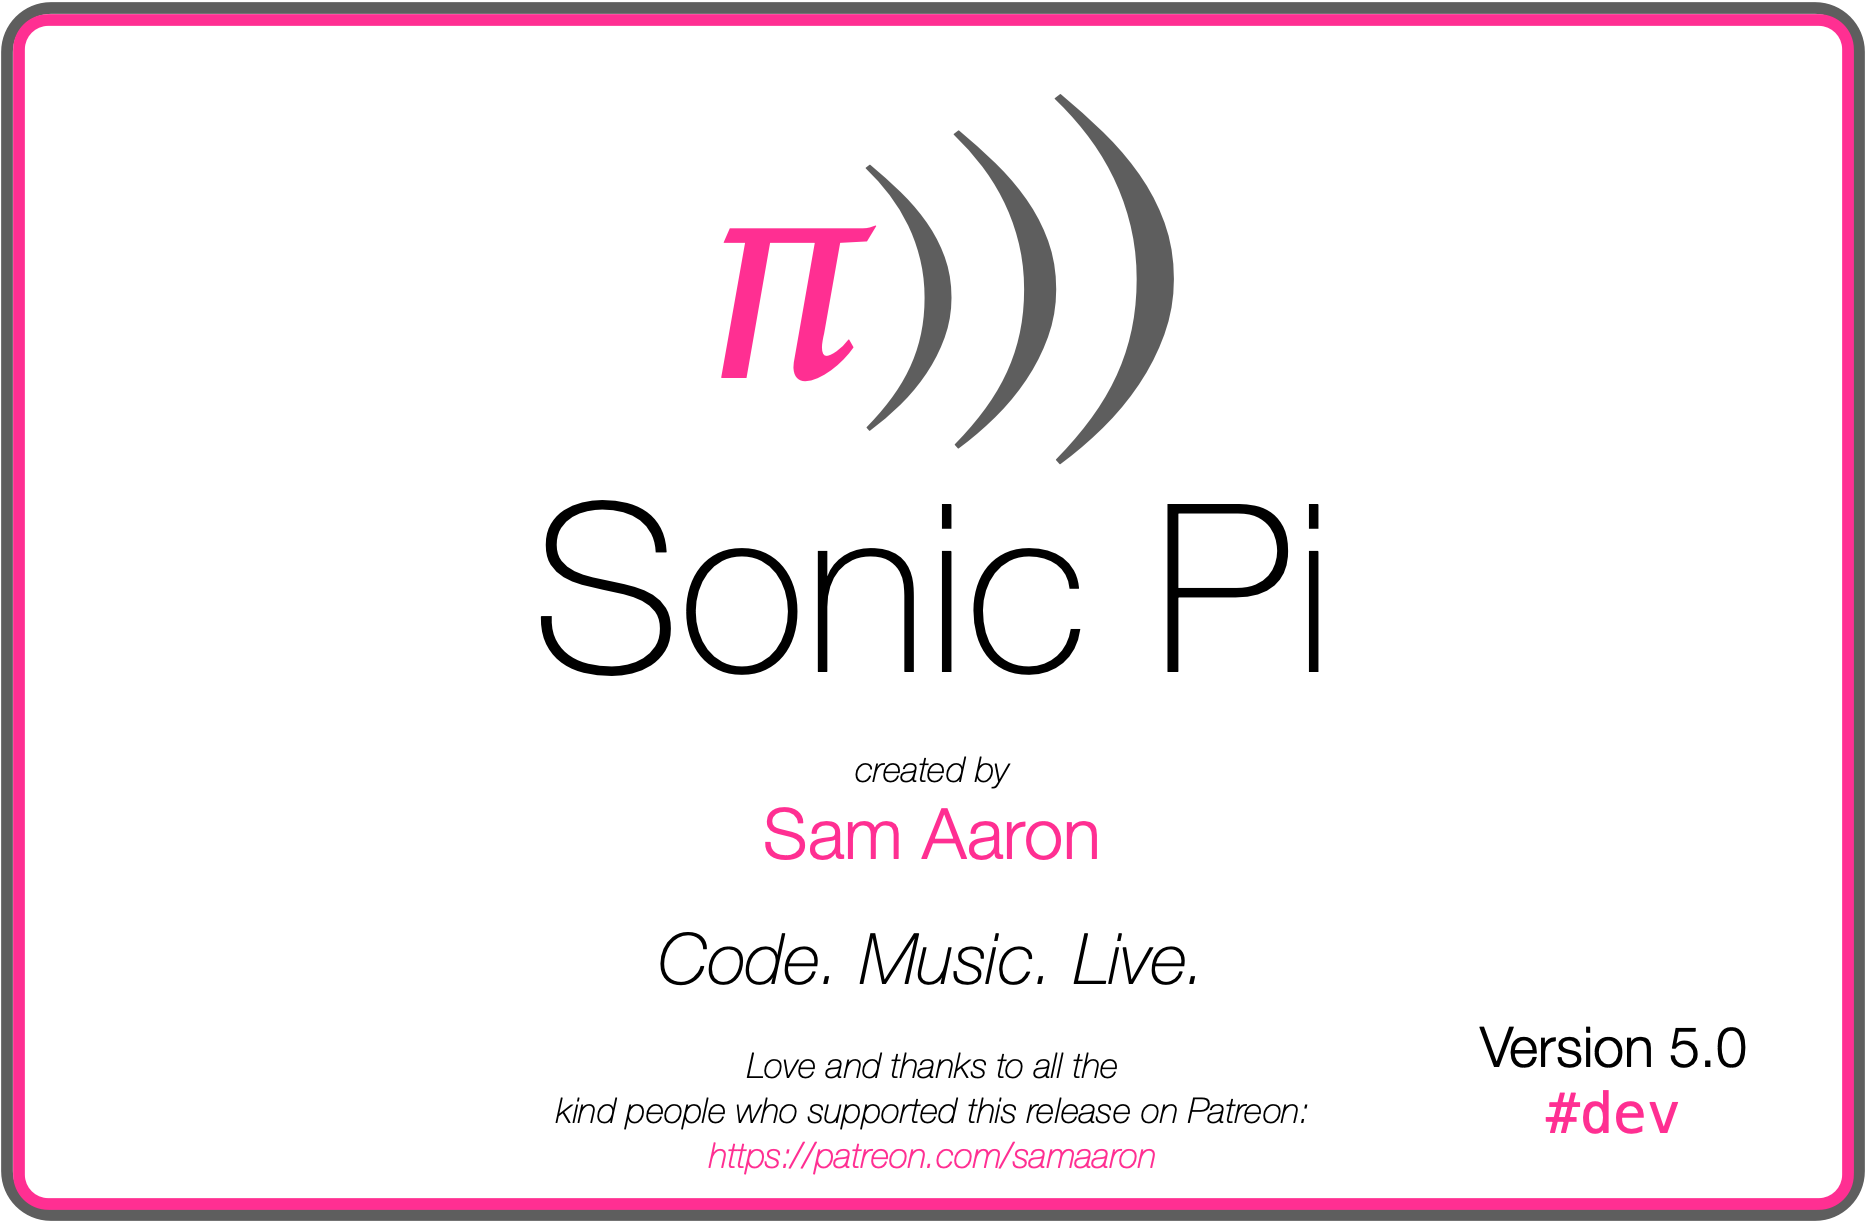 π)))
Sonic Pi
created by
Sam Aaron
Code. Music. Live.
Love and thanks to all the
kind people who supported this release on Patreon:
https://patreon.com/samaaron
Version 5.0
#dev